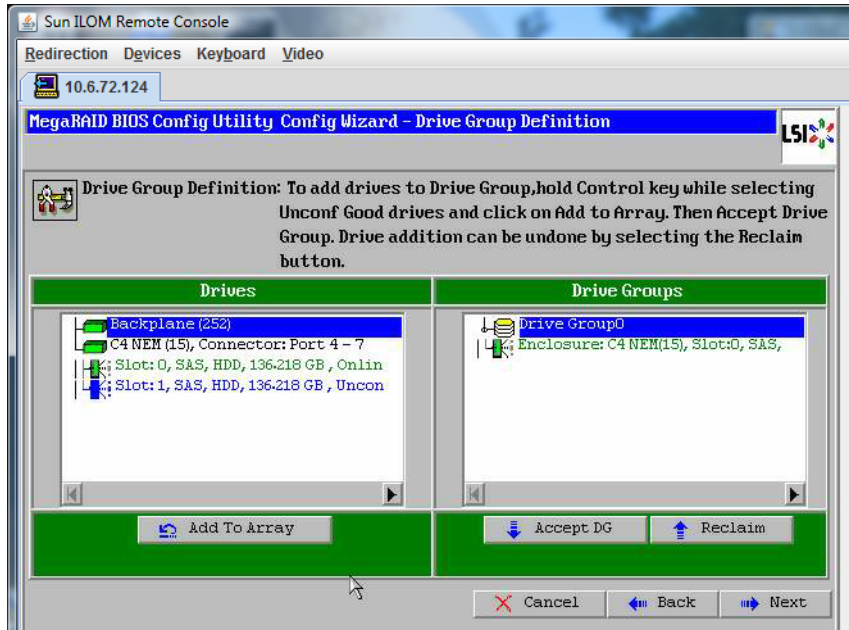 Sun ILOM Remote Console
Redirection Devices Keyboard Video
10.6.72.124
MegaRAID BIOS Config Utility Config Wizard – Drive Group Definition
LSI
Drive Group Definition: To add drives to Drive Group,hold Control key while selecting
Unconf Good drives and click on Add to Array. Then Accept Drive
Group. Drive addition can be undone by selecting the Reclaim
button.
Drives
Drive Groups
Backplane (252)
C4 NEM (15), Connector: Port 4 – 7
Slot: 0, SAS, HDD, 136.218 GB , Onlin
Slot: 1, SAS, HDD, 136.218 GB , Uncon
Drive Group0
Enclosure: C4 NEM(15), Slot:0, SAS,
Add To Array
Accept DG
Reclaim
Cancel
Back
Next